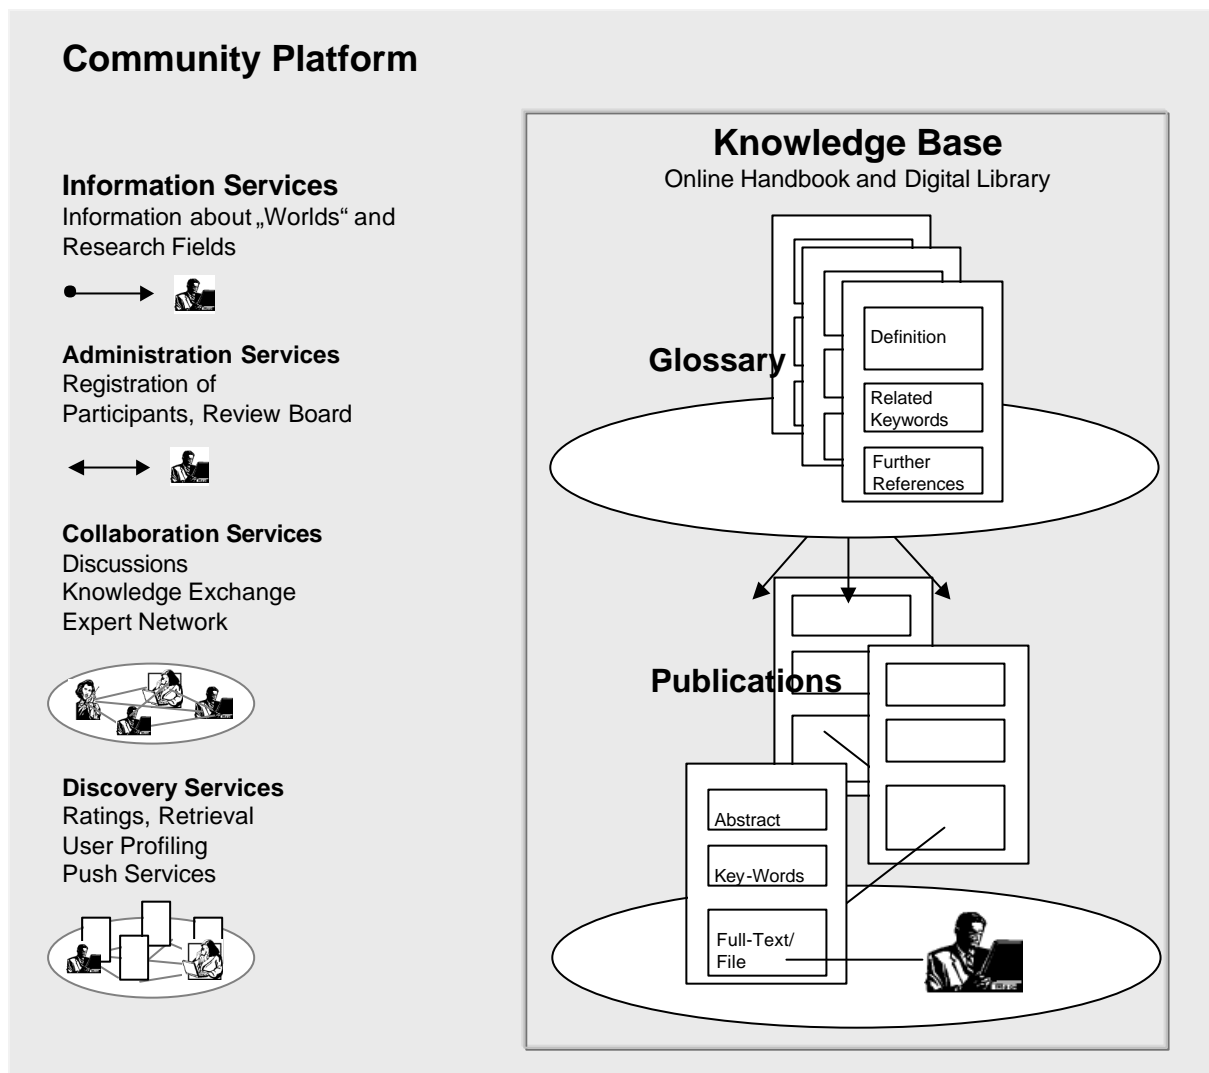 Community Platform
Information Services
Information about „Worlds“ and
Research Fields
Administration Services
Registration of
Participants, Review Board
Collaboration Services
Discussions
Knowledge Exchange
Expert Network
Discovery Services
Ratings, Retrieval
User Profiling
Push Services
Knowledge Base
Online Handbook and Digital Library
Glossary
Definition
Related
Keywords
Further
References
Publications
Abstract
Key-Words
Full-Text/
File